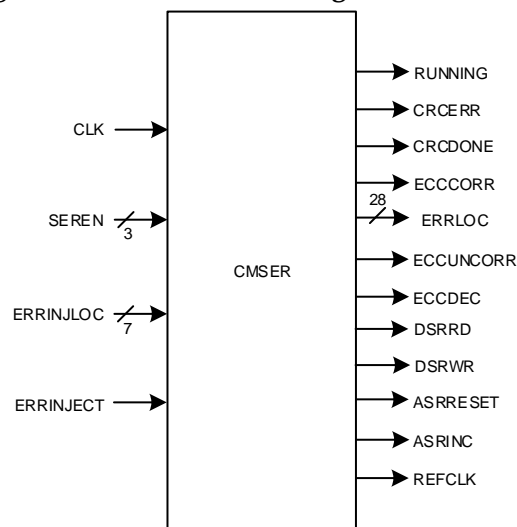 RUNNING
CRCERR
CLK
CRCDONE
ECCCORR
28
SEREN
3
ERRLOC
ECCUNCORR
CMSER
ECCDEC
ERRINJLOC
7
DSRRD
DSRWR
ERRINJECT
ASRRESET
ASRINC
REFCLK